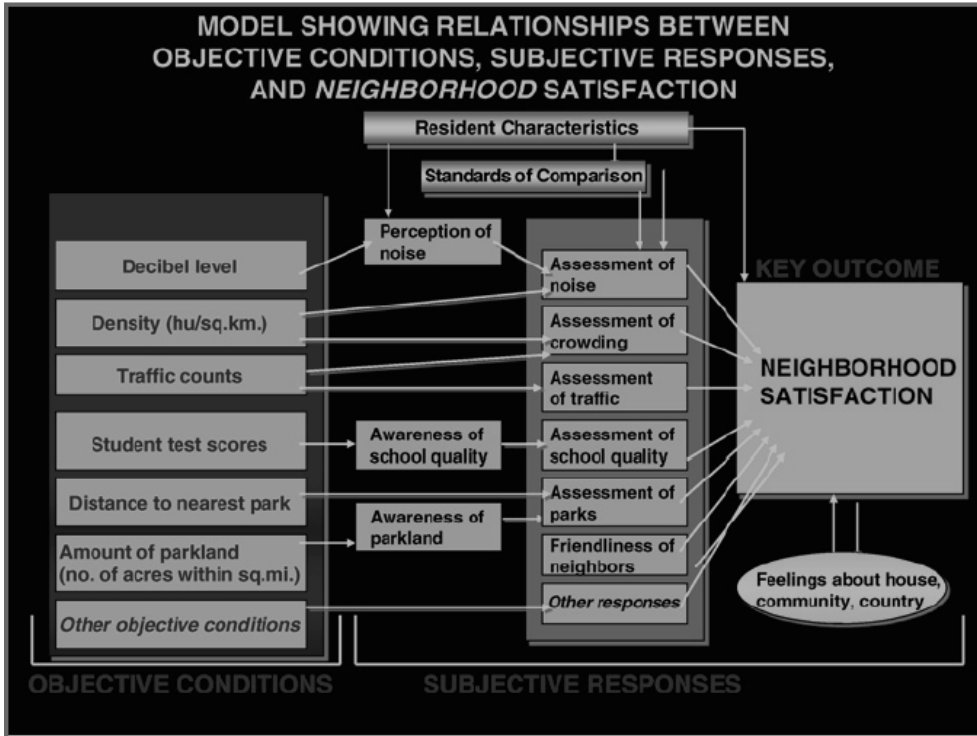 MODEL SHOWING RELATIONSHIPS BETWEEN
OBJECTIVE CONDITIONS, SUBJECTIVE RESPONSES,
AND NEIGHBORHOOD SATISFACTION
Resident Characteristics
Standards of Comparison
Perception of
noise
Decibel level
Assessment of
noise
KEY OUTCOME
Density (hu/sq.km.)
Assessment of
crowding
Traffic counts
Assessment
of traffic
NEIGHBORHOOD
SATISFACTION
Student test scores
Awareness of
school quality
Assessment of
school quality
Distance to nearest park
Assessment of
parks
Awareness of
parkland
Amount of parkland
(no. of acres within sq.mi.)
Friendliness of
neighbors
Feelings about house,
community, country
Other objective conditions
Other responses
OBJECTIVE CONDITIONS
SUBJECTIVE RESPONSES